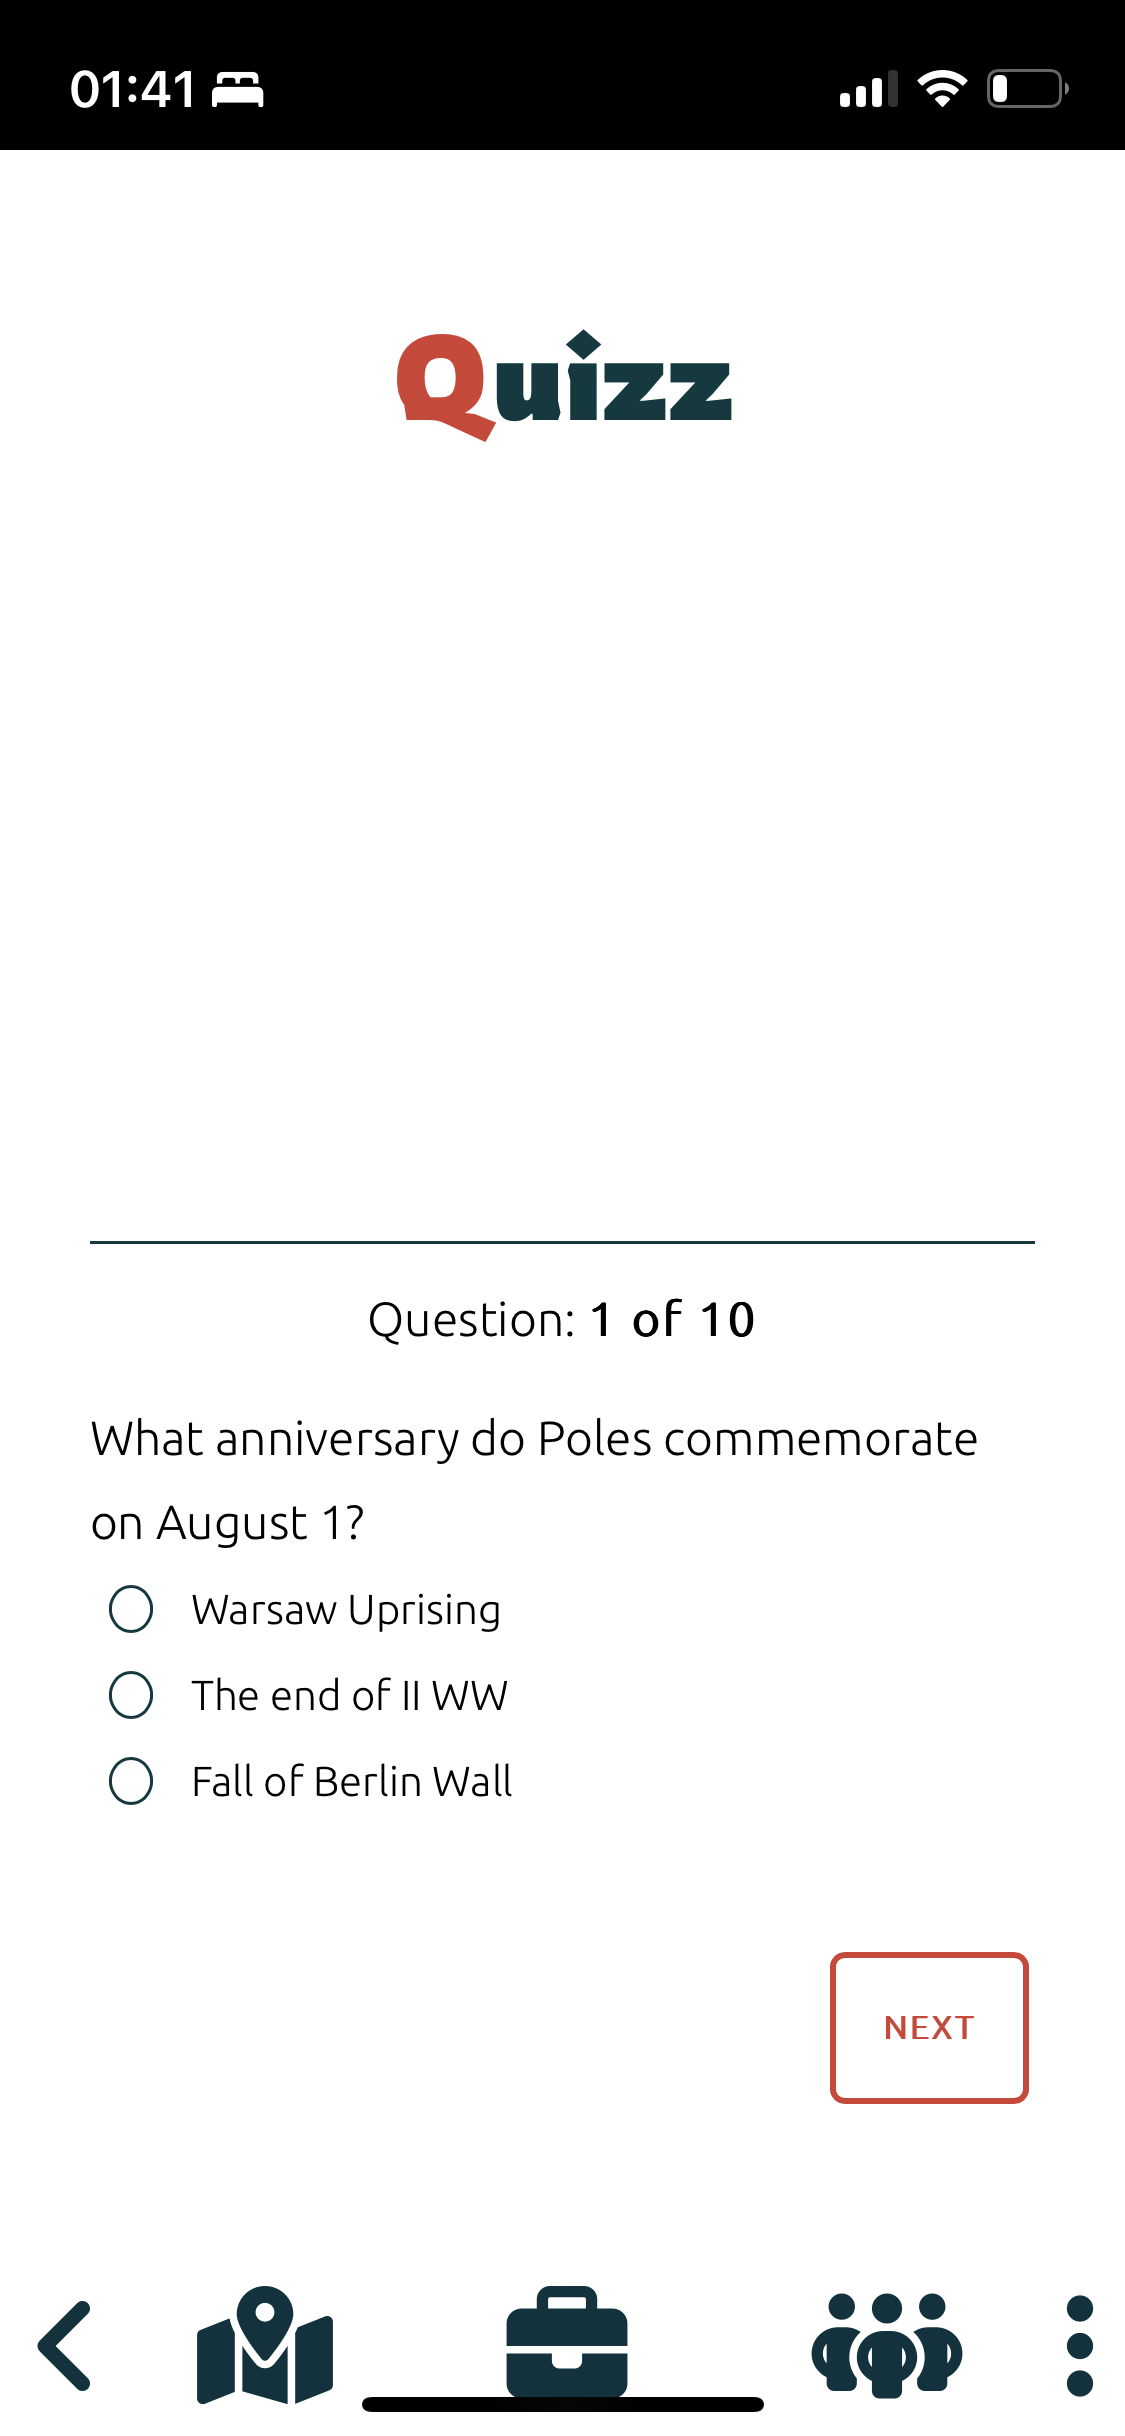 01:41
Quizz
Question: 1 of 10
What anniversary do Poles commemorate
on August 1?
Warsaw Uprising
The end of II WW
Fall of Berlin Wall
NEXT